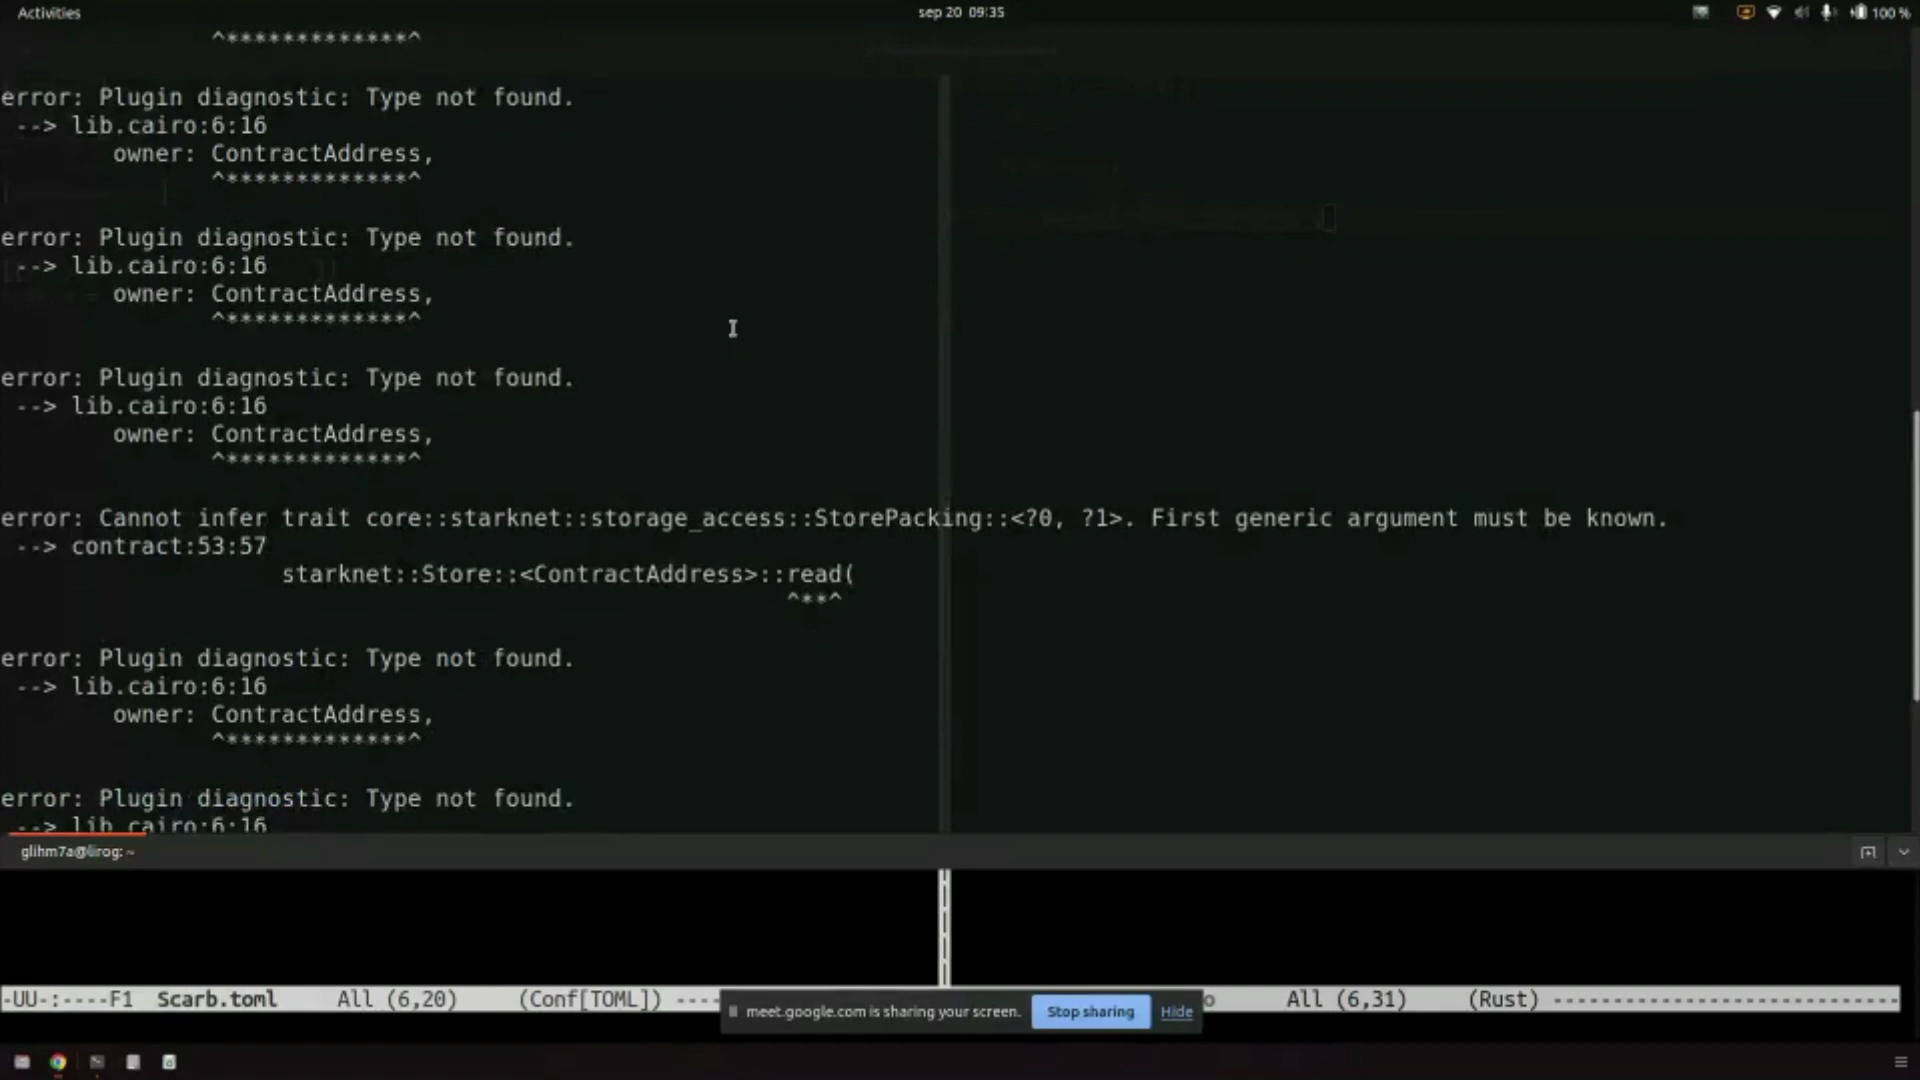 Activities
sep 20 09:35
100 %
^*************^
error: Plugin diagnostic: Type not found.
--> lib.cairo:6:16
owner: ContractAddress,
^*************^
error: Plugin diagnostic: Type not found.
--> lib.cairo:6:16
owner: ContractAddress,
^*************^
error: Plugin diagnostic: Type not found.
--> lib.cairo:6:16
owner: ContractAddress,
^*************^
error: Cannot infer trait core::starknet::storage_access::StorePacking::<?0, ?1>. First generic argument must be known.
--> contract:53:57
starknet::Store::<ContractAddress>::read(
^**^
error: Plugin diagnostic: Type not found.
--> lib.cairo:6:16
owner: ContractAddress,
^*************^
error: Plugin diagnostic: Type not found.
--> lib.cairo:6:16
glihm7a@lirog: ~
-UU-:----F1 Scarb.toml All (6,20) (Conf[TOML]) ----
o All (6,31) (Rust) -------------------------
meet.google.com is sharing your screen.
Stop sharing
Hide